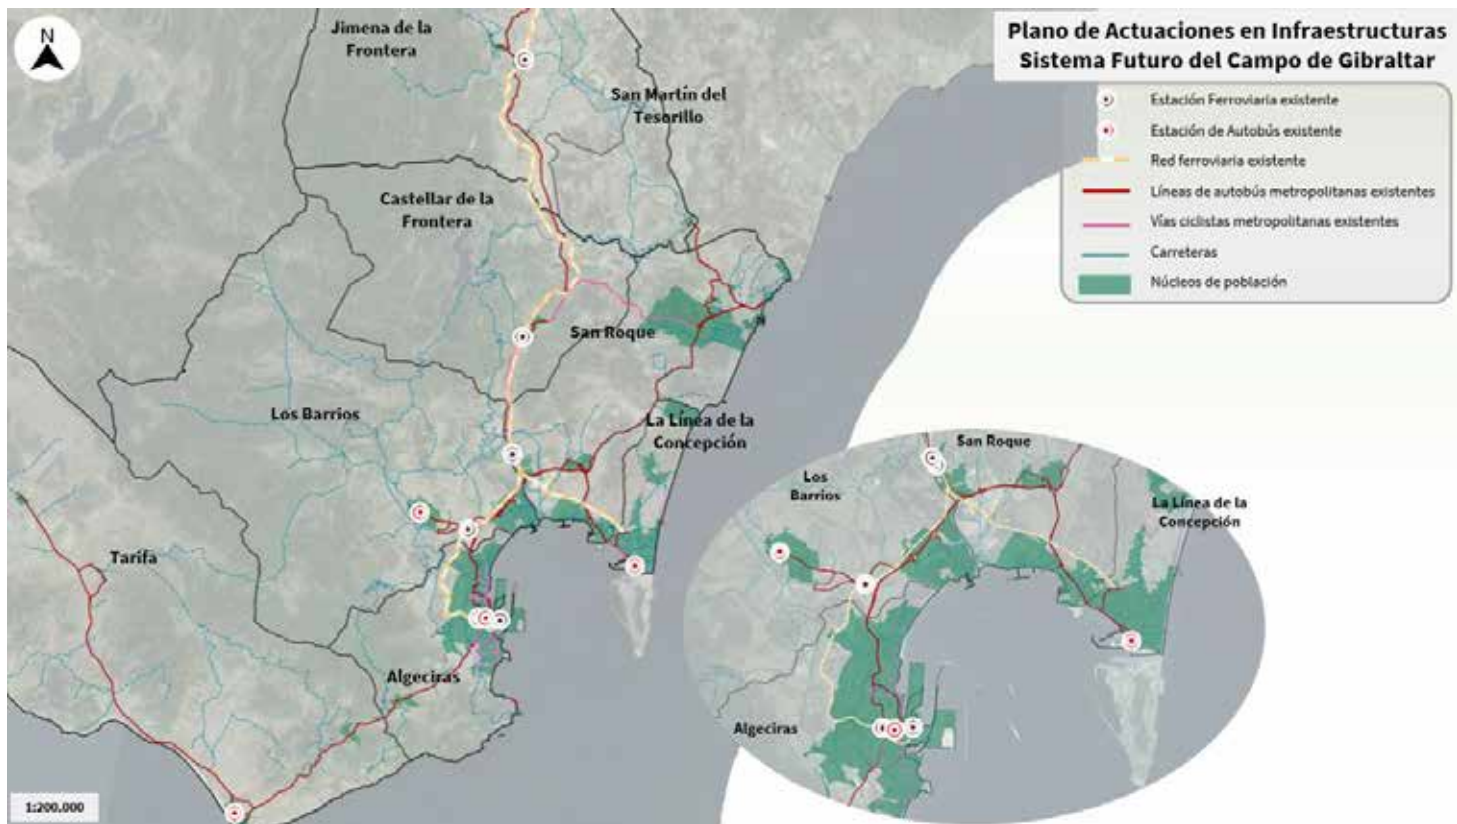 N
Plano de Actuaciones en Infraestructuras
Sistema Futuro del Campo de Gibraltar
Estación Ferroviaria existente
Estación de Autobús existente
Red ferroviaria existente
Líneas de autobús metropolitanas existentes
Vías ciclistas metropolitanas existentes
Carreteras
Núcleos de población
Jimena de la
Frontera
San Martín del
Tesorillo
Castellar de la
Frontera
San Roque
Los Barrios
La Línea de la
Concepción
Tarifa
Algeciras
San Roque
Los
Barrios
La Línea de la
Concepción
Algeciras
1:200.000